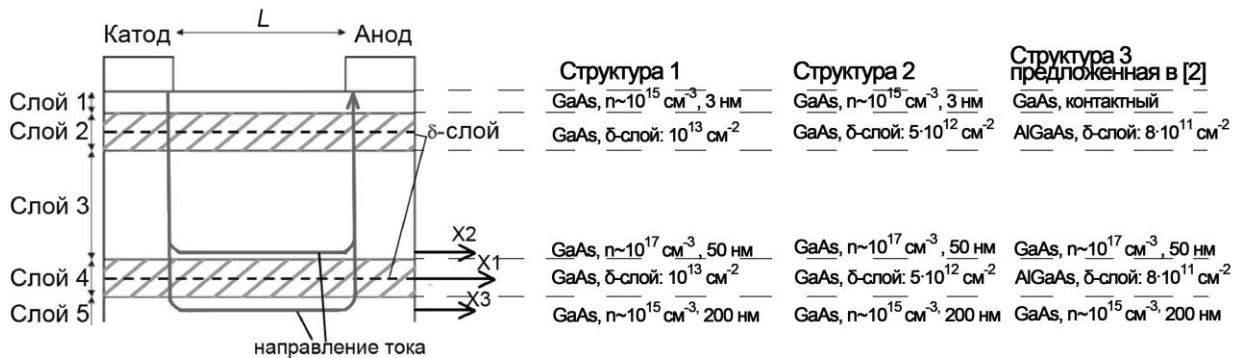 L
Катод
Анод
Структура 1
Структура 2
Структура 3
предложенная в [2]
Слой 1
GaAs, n~10¹⁵ см⁻³, 3 нм
GaAs, n~10¹⁵ см⁻³, 3 нм
GaAs, контактный
Слой 2
δ-слой
GaAs, δ-слой: 10¹³ см⁻²
GaAs, δ-слой: 5·10¹² см⁻²
AlGaAs, δ-слой: 8·10¹¹ см⁻²
Слой 3
X2
GaAs, n~10¹⁷ см⁻³, 50 нм
GaAs, n~10¹⁷ см⁻³, 50 нм
GaAs, n~10¹⁷ см⁻³, 50 нм
Слой 4
X1
GaAs, δ-слой: 10¹³ см⁻²
GaAs, δ-слой: 5·10¹² см⁻²
AlGaAs, δ-слой: 8·10¹¹ см⁻²
Слой 5
X3
GaAs, n~10¹⁵ см⁻³, 200 нм
GaAs, n~10¹⁵ см⁻³, 200 нм
GaAs, n~10¹⁵ см⁻³, 200 нм
направление тока